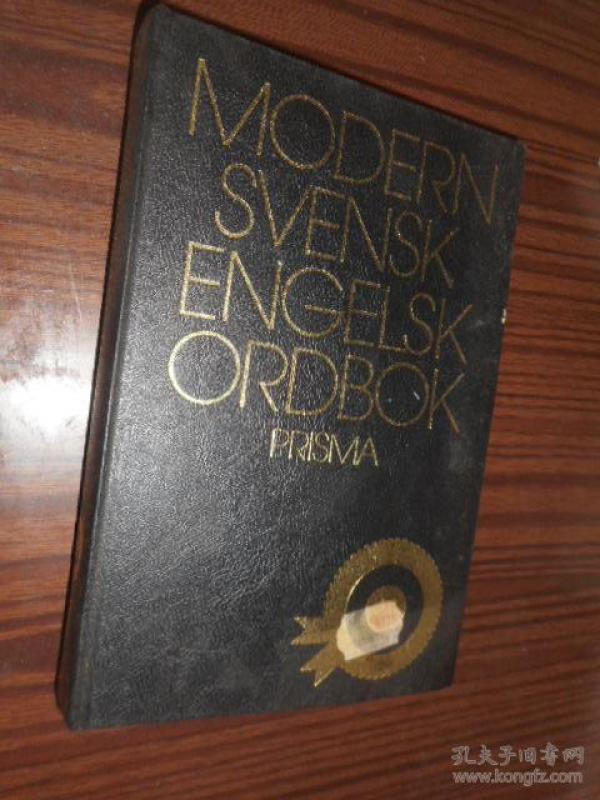 MODERN
SVENSK
ENGELSK
ORDBOK
PRISMA
孔夫子旧书网
www.kongfz.com